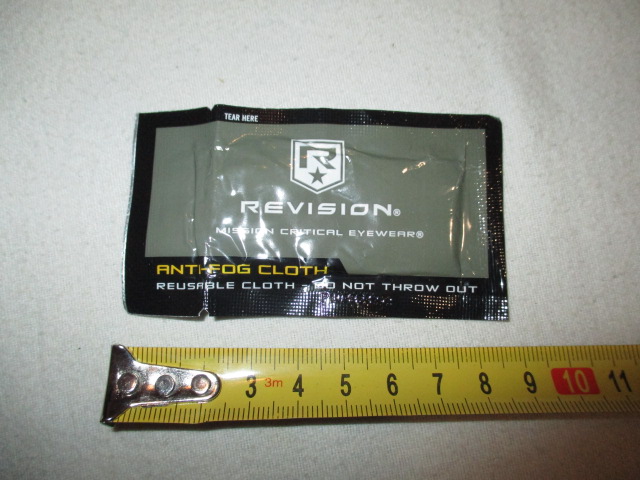 TEAR HERE
R
REVISION®
MISSION CRITICAL EYEWEAR®
ANTI-FOG CLOTH
REUSABLE CLOTH - DO NOT THROW OUT
3 3m 4 5 6 7 8 9 10 11